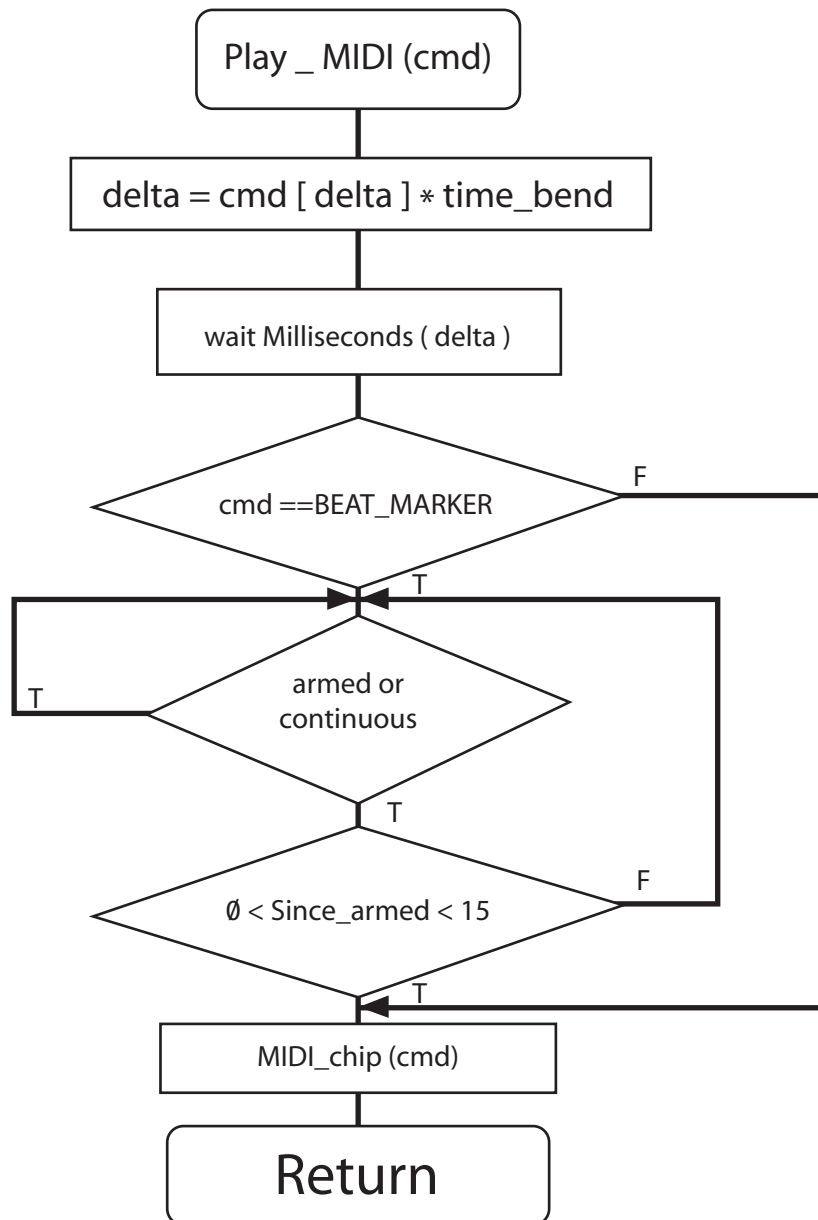 Play _ MIDI (cmd)
delta = cmd [ delta ] * time_bend
wait Milliseconds ( delta )
cmd ==BEAT_MARKER
F
T
armed or
continuous
T
T
Ø < Since_armed < 15
F
T
MIDI_chip (cmd)
Return